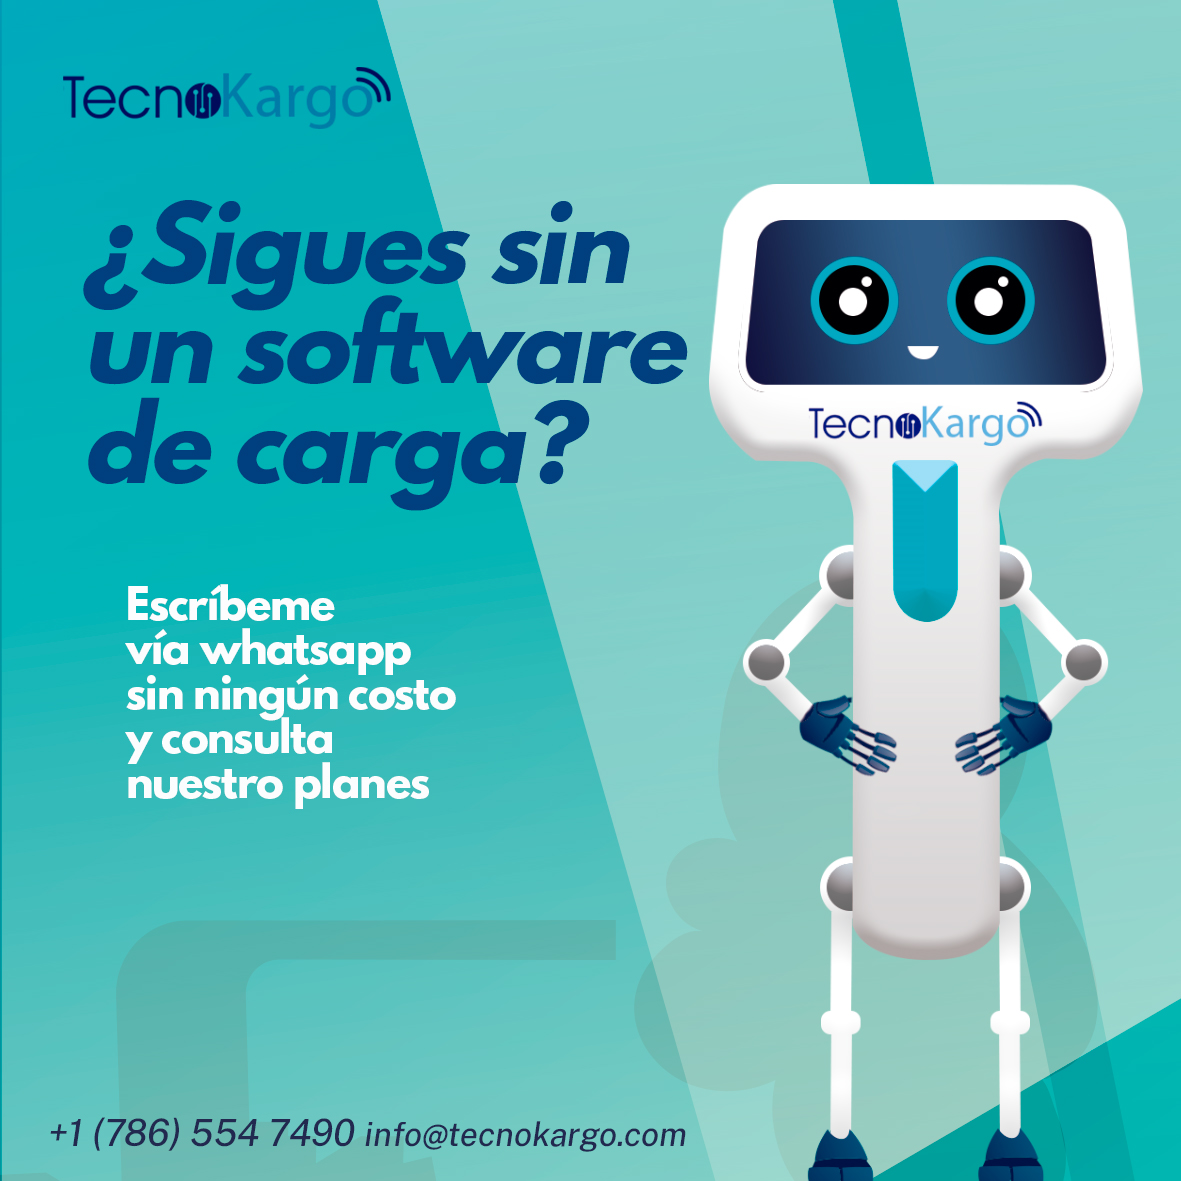 TecnoKargo
¿Sigues sin
un software
de carga?
TecnoKargo
Escríbeme
vía whatsapp
sin ningún costo
y consulta
nuestro planes
+1 (786) 554 7490 info@tecnokargo.com